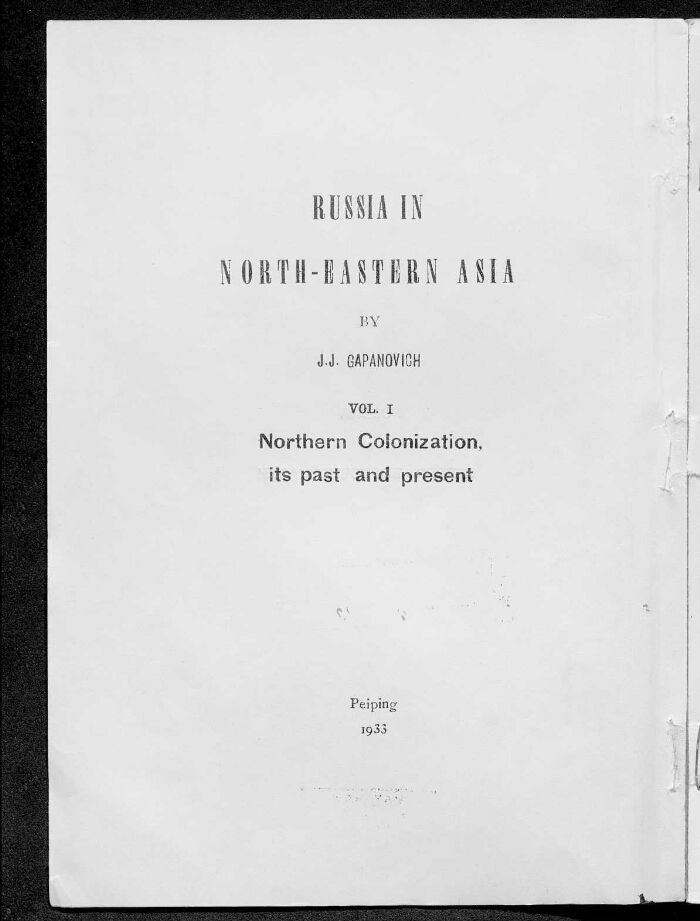 RUSSIA IN
NORTH-EASTERN ASIA
BY
J.J. GAPANOVICH
VOL. I
Northern Colonization,
its past and present
Peiping
1933